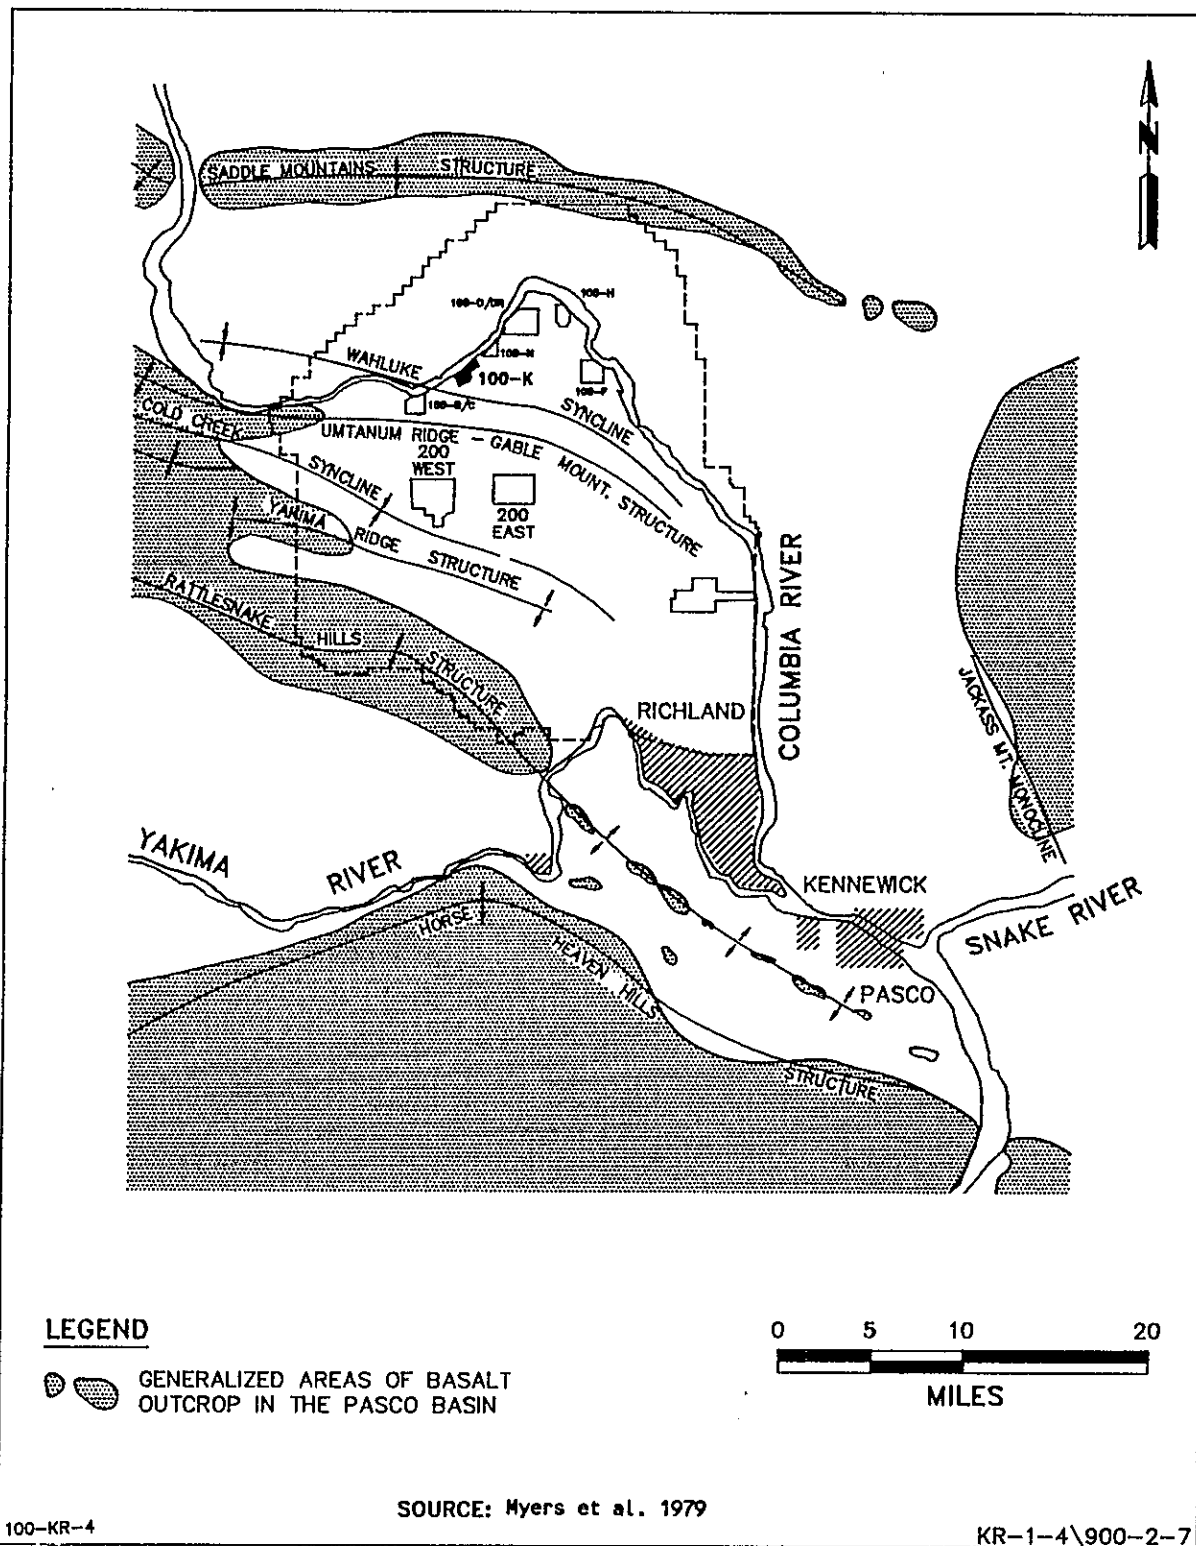 N
SADDLE MOUNTAINS STRUCTURE
100-D/DR
100-H
100-N
WAHLUKE
100-K
100-F
100-B/C
SYNCLINE
COLD CREEK
UMTANUM RIDGE - GABLE MOUNT. STRUCTURE
200
WEST
SYNCLINE
200
EAST
YAKIMA
RIDGE STRUCTURE
RATTLESNAKE
HILLS
STRUCTURE
COLUMBIA RIVER
RICHLAND
JACKASS MT. MONOCLINE
YAKIMA
RIVER
KENNEWICK
SNAKE RIVER
HORSE
HEAVEN HILLS
PASCO
STRUCTURE
LEGEND
GENERALIZED AREAS OF BASALT
OUTCROP IN THE PASCO BASIN
0 5 10 20
MILES
SOURCE: Myers et al. 1979
100-KR-4
KR-1-4\900-2-7